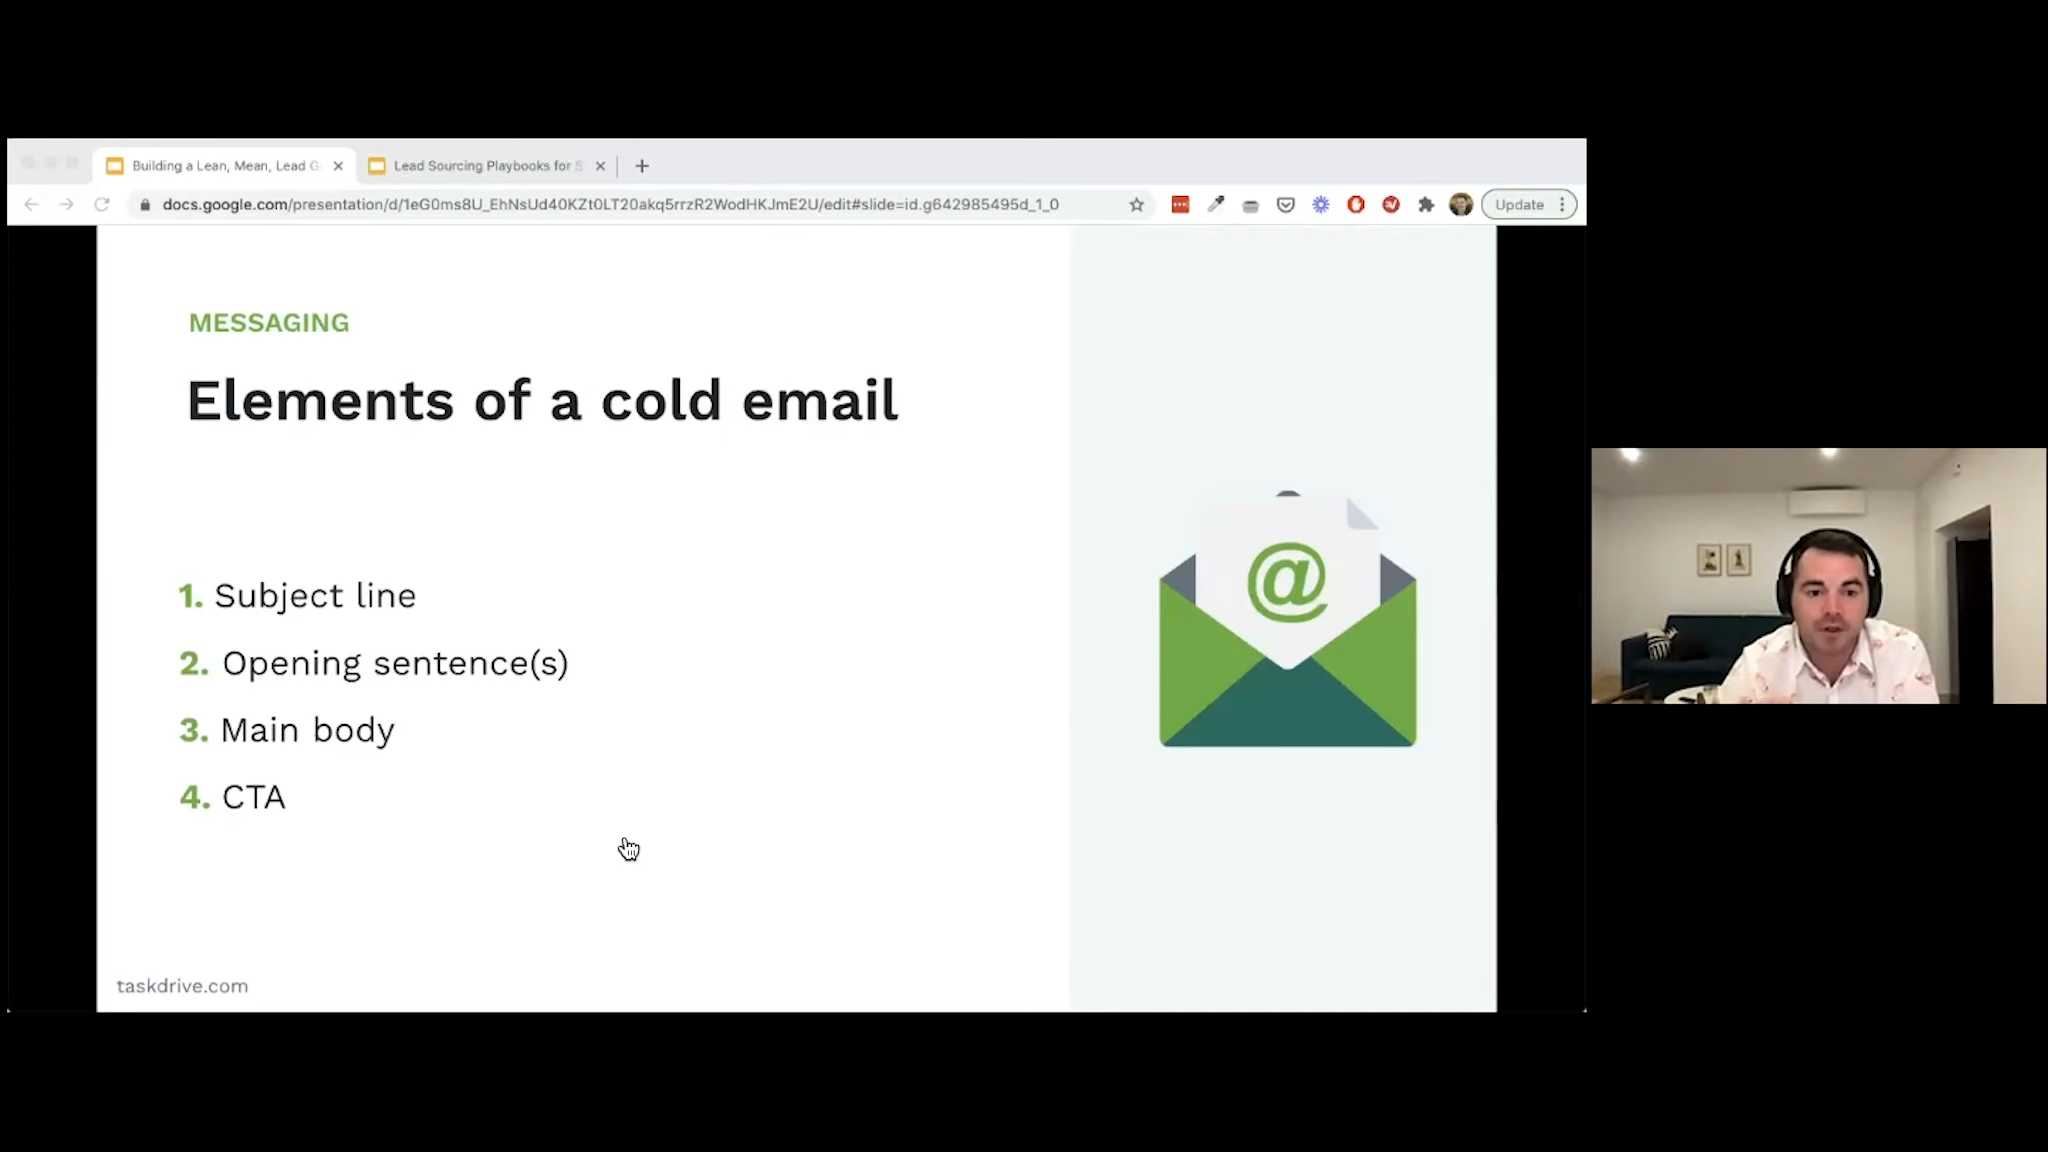 Building a Lean, Mean, Lead G
Lead Sourcing Playbooks for S
docs.google.com/presentation/d/1eG0ms8U_EhNsUd40KZt0LT20akq5rrzR2WodHKJmE2U/edit#slide=id.g642985495d_1_0
Update
MESSAGING
Elements of a cold email
@
1. Subject line
2. Opening sentence(s)
3. Main body
4. CTA
taskdrive.com